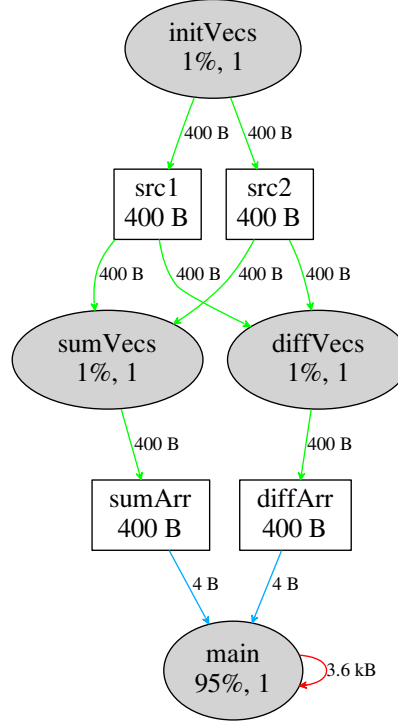 initVecs
1%, 1
400 B
400 B
src1
400 B
src2
400 B
400 B
400 B
400 B
400 B
sumVecs
1%, 1
diffVecs
1%, 1
400 B
400 B
sumArr
400 B
diffArr
400 B
4 B
4 B
main
95%, 1
3.6 kB